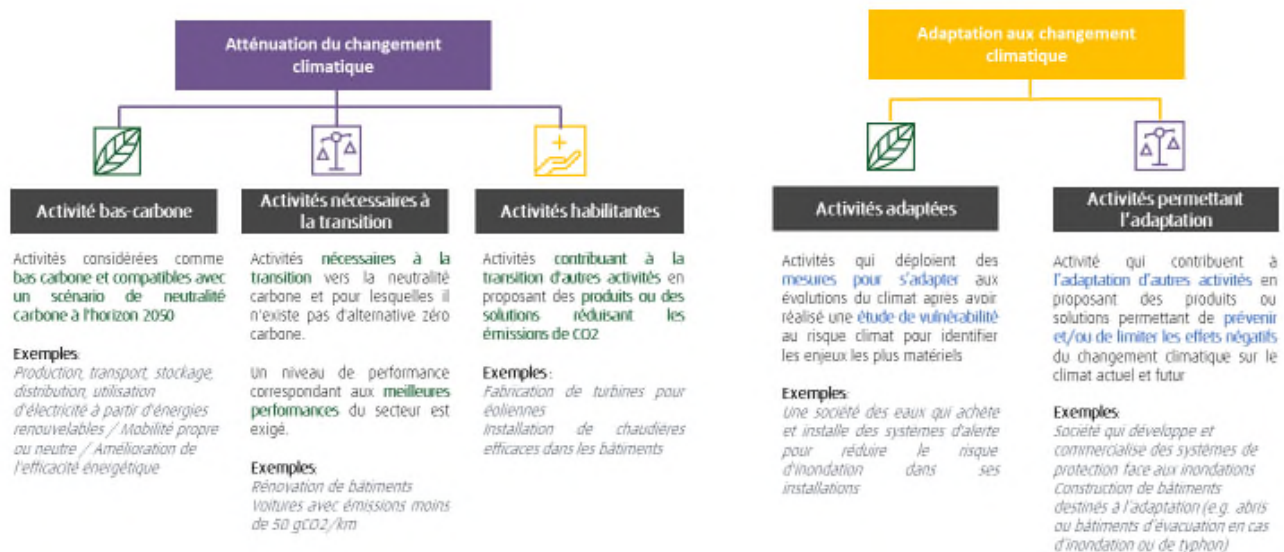 Atténuation du changement
climatique
Adaptation aux changement
climatique
Activité bas-carbone
Activités nécessaires à
la transition
Activités habilitantes
Activités adaptées
Activités permettant
l'adaptation
Activités considérées comme
bas carbone et compatibles avec
un scénario de neutralité
carbone à l'horizon 2050
Exemples:
Production, transport, stockage,
distribution, utilisation
d'électricité à partir d'énergies
renouvelables / Mobilité propre
ou neutre / Amélioration de
l'efficacité énergétique
Activités nécessaires à la
transition vers la neutralité
carbone et pour lesquelles il
n'existe pas d'alternative zéro
carbone.
Un niveau de performance
correspondant aux meilleures
performances du secteur est
exigé.
Exemples:
Rénovation de bâtiments
Voitures avec émissions moins
de 50 gCO2/km
Activités contribuant à la
transition d'autres activités en
proposant des produits ou des
solutions réduisant les
émissions de CO2
Exemples :
Fabrication de turbines pour
éoliennes
Installation de chaudières
efficaces dans les bâtiments
Activités qui déploient des
mesures pour s'adapter aux
évolutions du climat après avoir
réalisé une étude de vulnérabilité
au risque climat pour identifier
les enjeux les plus matériels
Exemples:
Une société des eaux qui achète
et installe des systèmes d'alerte
pour réduire le risque
d'inondation dans ses
installations
Activité qui contribuent à
l'adaptation d'autres activités en
proposant des produits ou
solutions permettant de prévenir
et/ou de limiter les effets négatifs
du changement climatique sur le
climat actuel et futur
Exemples:
Société qui développe et
commercialise des systèmes de
protection face aux inondations
Construction de bâtiments
destinés à l'adaptation (e.g. abris
ou bâtiments d'évacuation en cas
d'inondation ou de typhon)